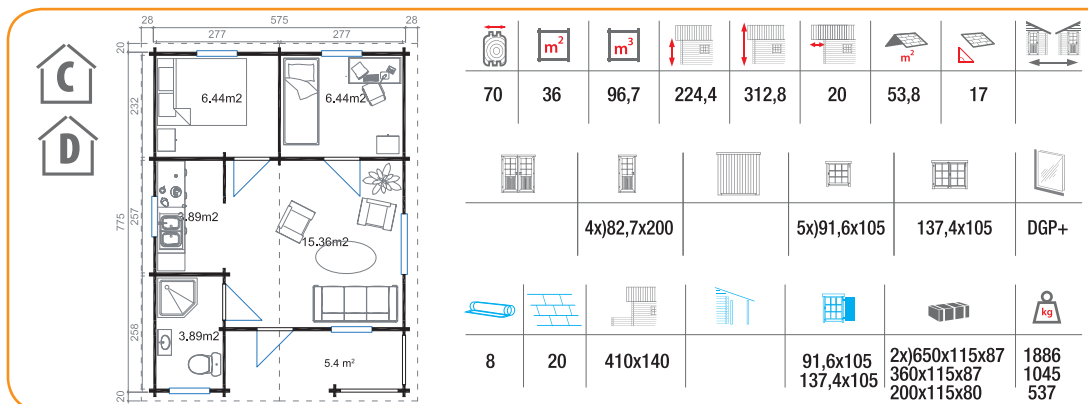 C
D
28 575 28
277 277
20
232
257
775
258
20
6.44m2 6.44m2
3.89m2
15.36m2
3.89m2
5.4 m²
m² m³ m²
70 36 96,7 224,4 312,8 20 53,8 17
4x)82,7x200 5x)91,6x105 137,4x105 DGP+
kg
8 20 410x140 91,6x105 2x)650x115x87 1886
137,4x105 360x115x87 1045
200x115x80 537